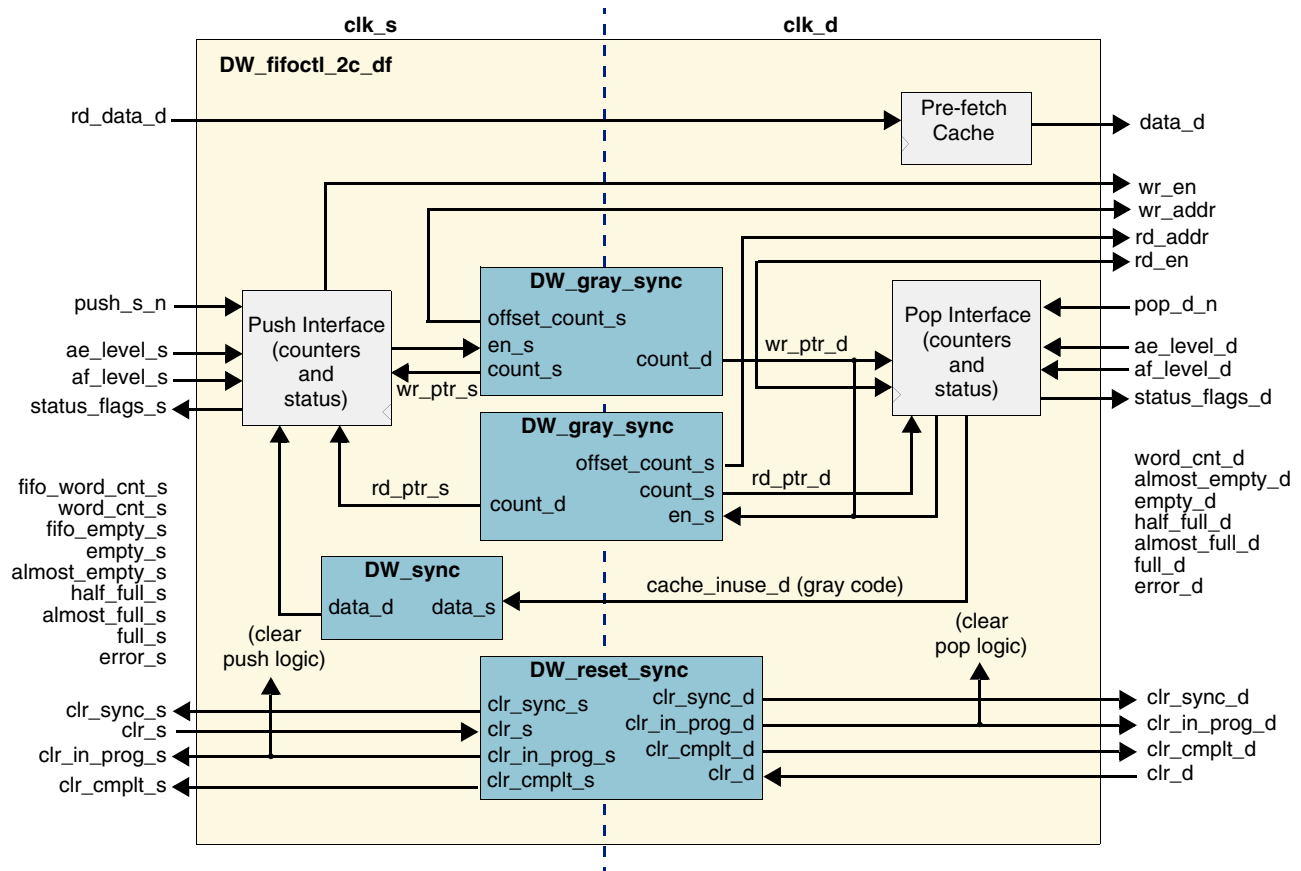 clk_s
clk_d
DW_fifoctl_2c_df
rd_data_d
Pre-fetch
Cache
data_d
wr_en
wr_addr
rd_addr
rd_en
push_s_n
ae_level_s
af_level_s
status_flags_s
Push Interface
(counters
and
status)
wr_ptr_s
DW_gray_sync
offset_count_s
en_s
count_s
count_d
wr_ptr_d
Pop Interface
(counters
and
status)
pop_d_n
ae_level_d
af_level_d
status_flags_d
DW_gray_sync
offset_count_s
count_s
en_s
count_d
rd_ptr_s
rd_ptr_d
fifo_word_cnt_s
word_cnt_s
fifo_empty_s
empty_s
almost_empty_s
half_full_s
almost_full_s
full_s
error_s
word_cnt_d
almost_empty_d
empty_d
half_full_d
almost_full_d
full_d
error_d
DW_sync
data_d
data_s
cache_inuse_d (gray code)
(clear
push logic)
(clear
pop logic)
DW_reset_sync
clr_sync_s
clr_s
clr_in_prog_s
clr_cmplt_s
clr_sync_d
clr_in_prog_d
clr_cmplt_d
clr_d
clr_sync_s
clr_s
clr_in_prog_s
clr_cmplt_s
clr_sync_d
clr_in_prog_d
clr_cmplt_d
clr_d